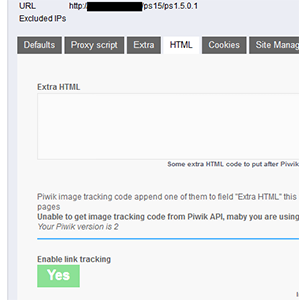 URL http:/ /ps15/ps1.5.0.1
Excluded IPs
Defaults Proxy script Extra HTML Cookies Site Manag
Extra HTML
Some extra HTML code to put after Piwik
Piwik image tracking code append one of them to field "Extra HTML" this
pages
Unable to get image tracking code from Piwik API, maby you are using
Your Piwik version is 2
Enable link tracking
Yes